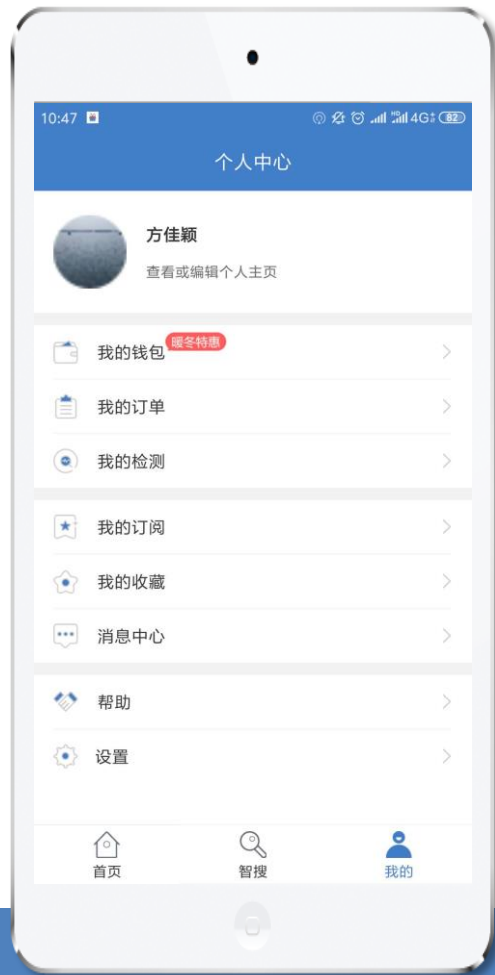 10:47 HD 4G 82
个人中心
方佳颖
查看或编辑个人主页
我的钱包 暖冬特惠
我的订单
我的检测
我的订阅
我的收藏
消息中心
帮助
设置
首页 智搜 我的